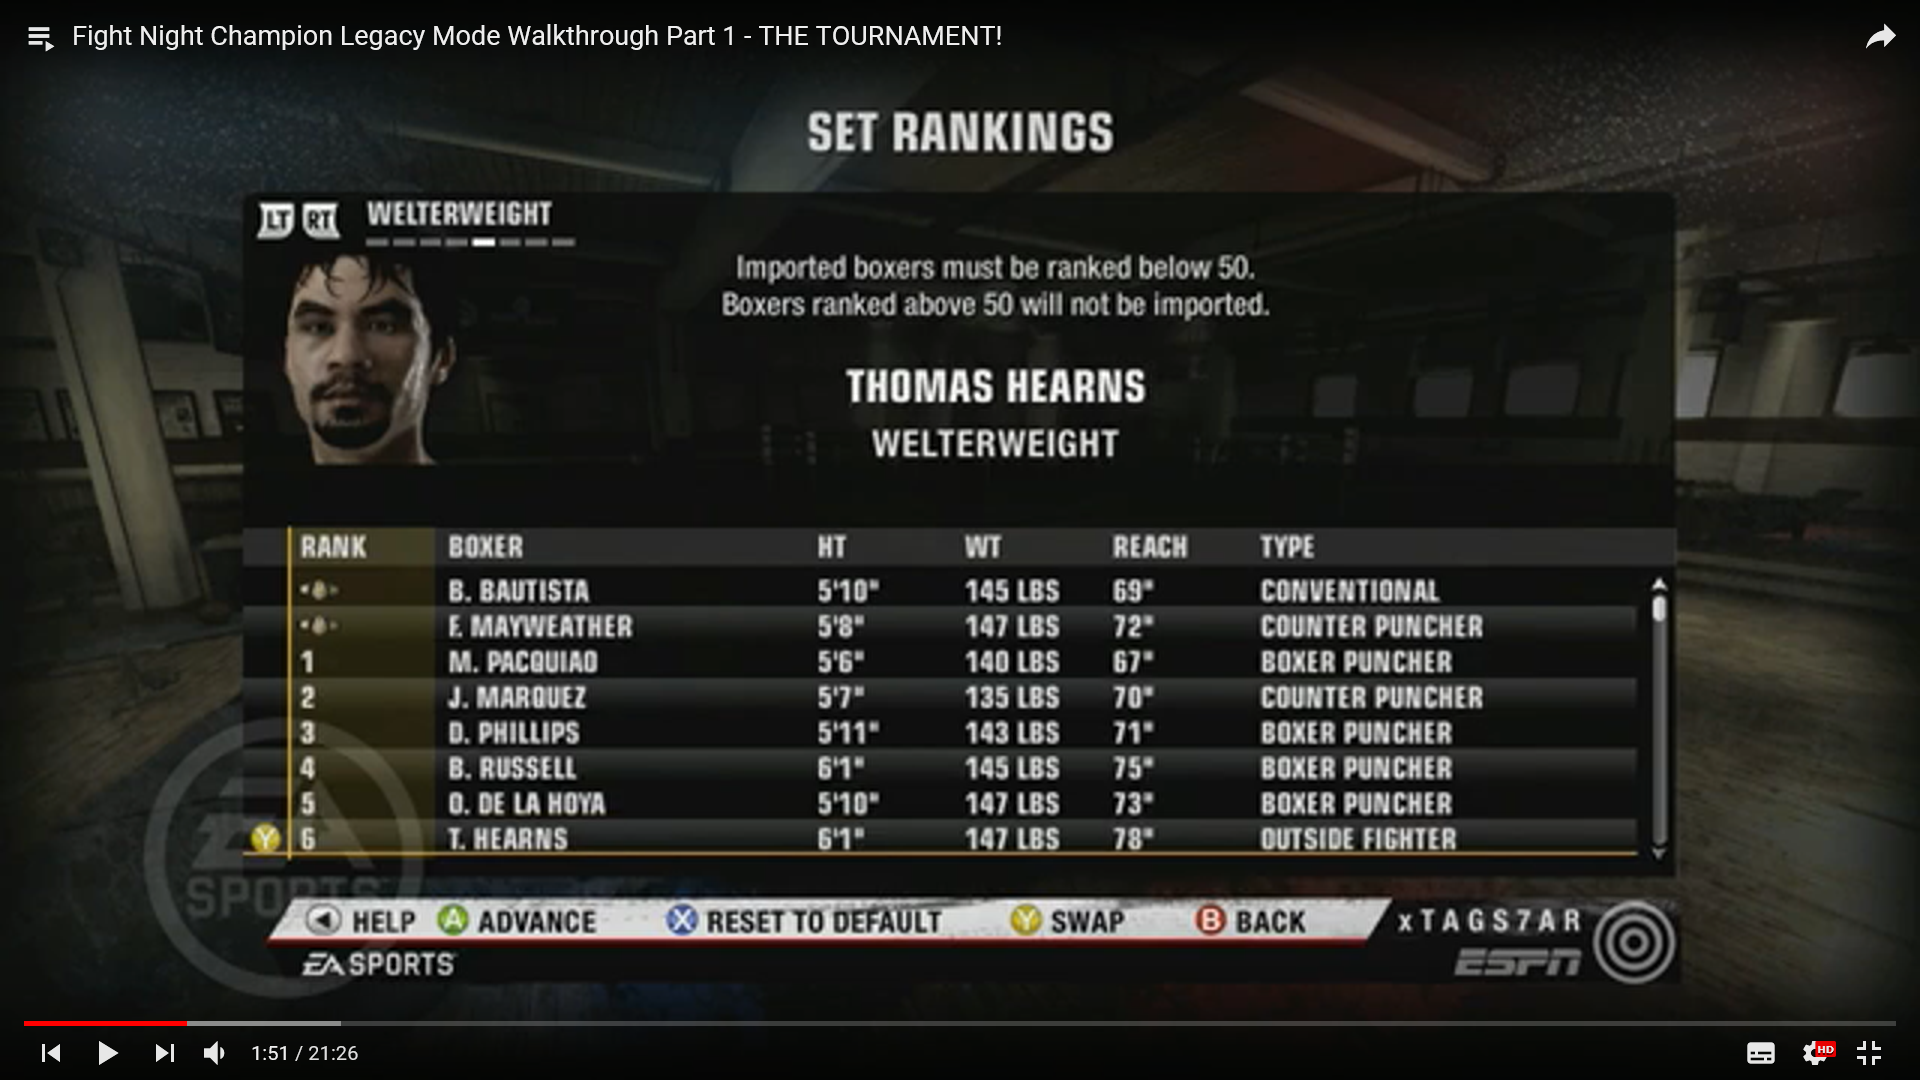 Fight Night Champion Legacy Mode Walkthrough Part 1 - THE TOURNAMENT!
SET RANKINGS
LT RT WELTERWEIGHT
Imported boxers must be ranked below 50.
Boxers ranked above 50 will not be imported.
THOMAS HEARNS
WELTERWEIGHT
RANK BOXER HT WT REACH TYPE
B. BAUTISTA 5'10" 145 LBS 69" CONVENTIONAL
F. MAYWEATHER 5'8" 147 LBS 72" COUNTER PUNCHER
1 M. PACQUIAO 5'6" 140 LBS 67" BOXER PUNCHER
2 J. MARQUEZ 5'7" 135 LBS 70" COUNTER PUNCHER
3 D. PHILLIPS 5'11" 143 LBS 71" BOXER PUNCHER
4 B. RUSSELL 6'1" 145 LBS 75" BOXER PUNCHER
5 O. DE LA HOYA 5'10" 147 LBS 73" BOXER PUNCHER
Y 6 T. HEARNS 6'1" 147 LBS 78" OUTSIDE FIGHTER
EA SPORTS
HELP A ADVANCE X RESET TO DEFAULT Y SWAP B BACK xTAGS7AR
EA SPORTS ESPN
1:51 / 21:26 HD